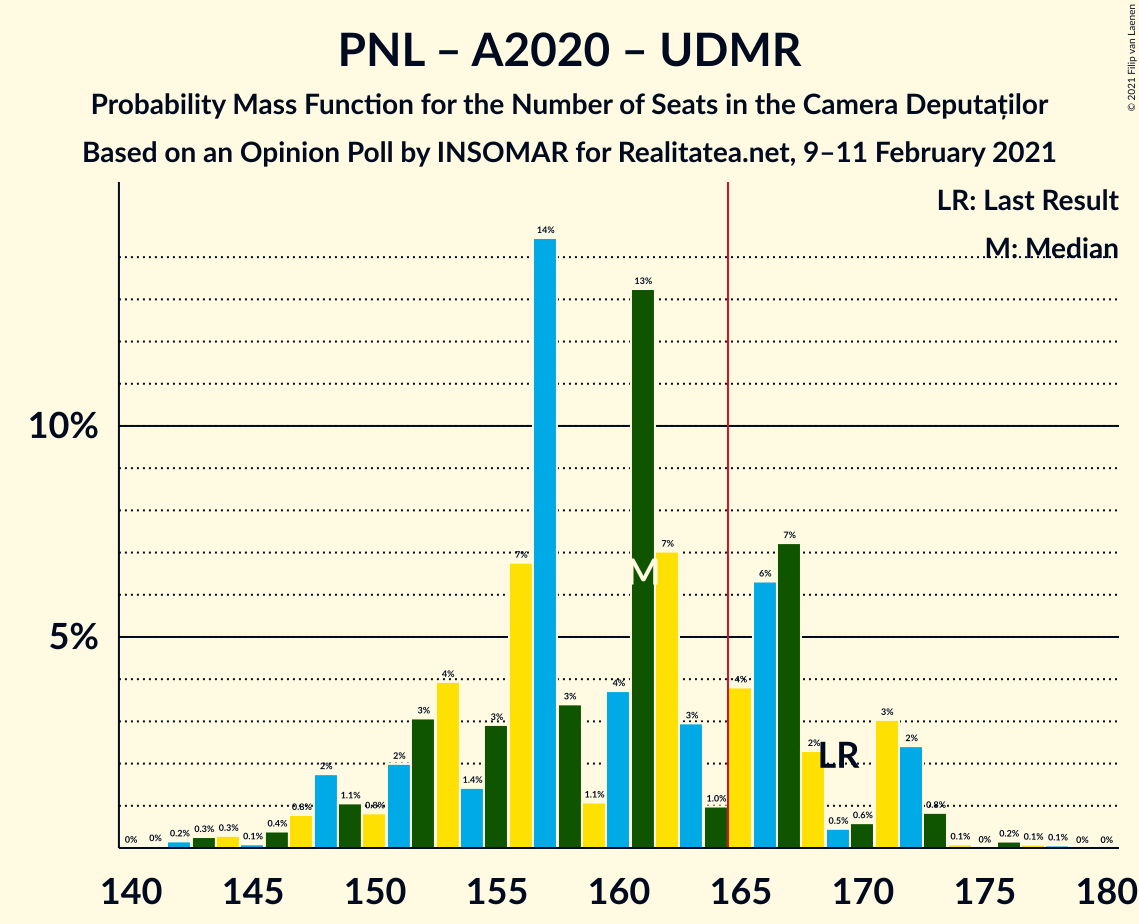 PNL – A2020 – UDMR
Probability Mass Function for the Number of Seats in the Camera Deputaților
Based on an Opinion Poll by INSOMAR for Realitatea.net, 9–11 February 2021
© 2021 Filip van Laenen
LR: Last Result
M: Median
10%
5%
0% 0% 0.2% 0.3% 0.3% 0.1% 0.4% 0.8% 2% 1.1% 0.8% 2% 3% 4% 1.4% 3% 7% 14% 3% 1.1% 4% 13% 7% 3% 1.0% 4% 6% 7% 2% 0.5% 0.6% 3% 2% 0.8% 0.1% 0% 0.2% 0.1% 0.1% 0% 0%
M
LR
140 145 150 155 160 165 170 175 180